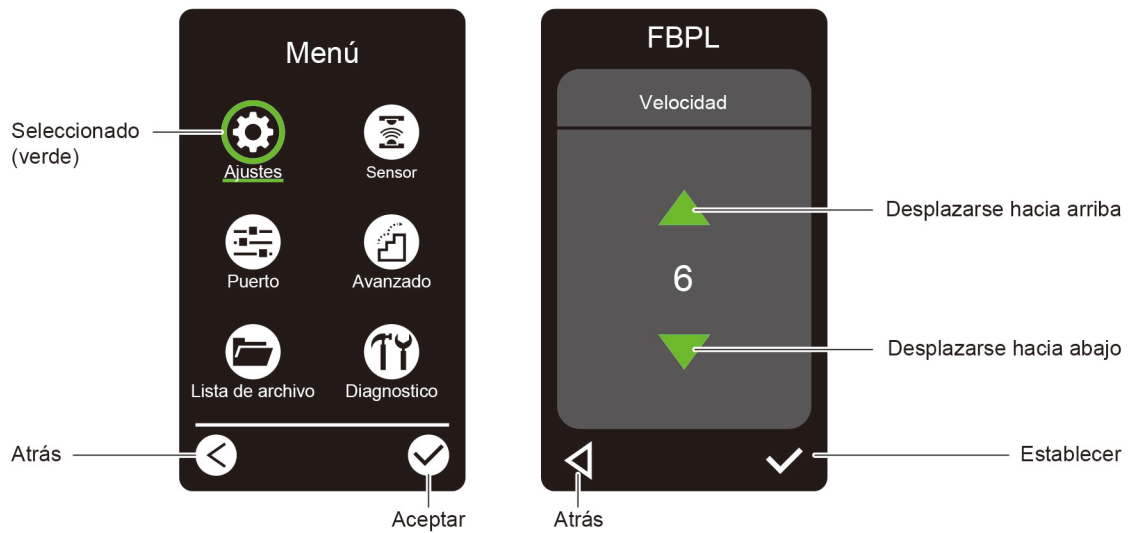 Menú
Seleccionado
(verde)
Ajustes
Sensor
Puerto
Avanzado
Lista de archivo
Diagnostico
Atrás
Aceptar
FBPL
Velocidad
Desplazarse hacia arriba
6
Desplazarse hacia abajo
Establecer
Atrás